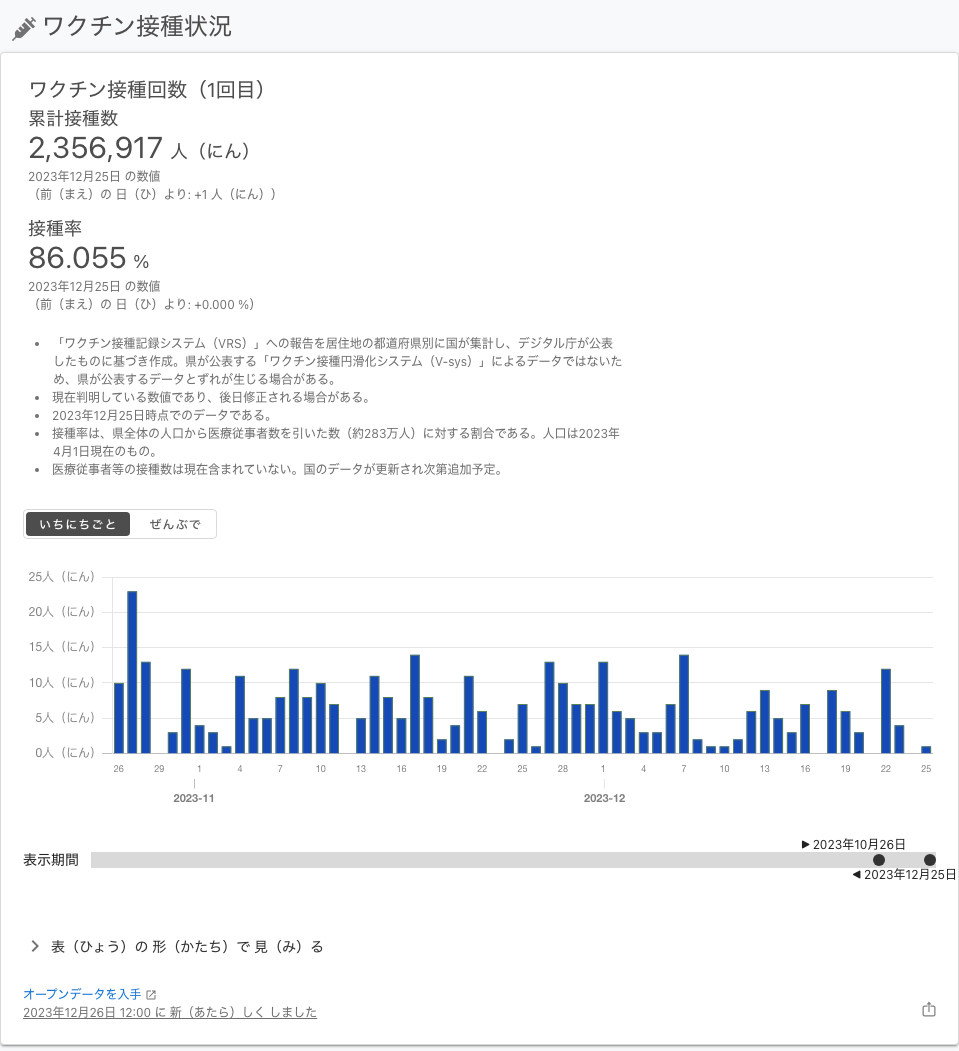 ワクチン接種状況
ワクチン接種回数（1回目）
累計接種数
2,356,917 人（にん）
2023年12月25日 の数値
（前（まえ）の 日（ひ）より: +1 人（にん））
接種率
86.055 %
2023年12月25日 の数値
（前（まえ）の 日（ひ）より: +0.000 %）
• 「ワクチン接種記録システム（VRS）」への報告を居住地の都道府県別に国が集計し、デジタル庁が公表
したものに基づき作成。県が公表する「ワクチン接種円滑化システム（V-sys）」によるデータではないた
め、県が公表するデータとずれが生じる場合がある。
• 現在判明している数値であり、後日修正される場合がある。
• 2023年12月25日時点でのデータである。
• 接種率は、県全体の人口から医療従事者数を引いた数（約283万人）に対する割合である。人口は2023年
4月1日現在のもの。
• 医療従事者等の接種数は現在含まれていない。国のデータが更新され次第追加予定。
いちにちごと ぜんぶで
25人（にん）
20人（にん）
15人（にん）
10人（にん）
5人（にん）
0人（にん）
26 29 1 4 7 10 13 16 19 22 25 28 1 4 7 10 13 16 19 22 25
2023-11 2023-12
▶ 2023年10月26日
表示期間
◀ 2023年12月25日
表（ひょう）の 形（かたち）で 見（み）る
オープンデータを入手
2023年12月26日 12:00 に 新（あたら）しく しました